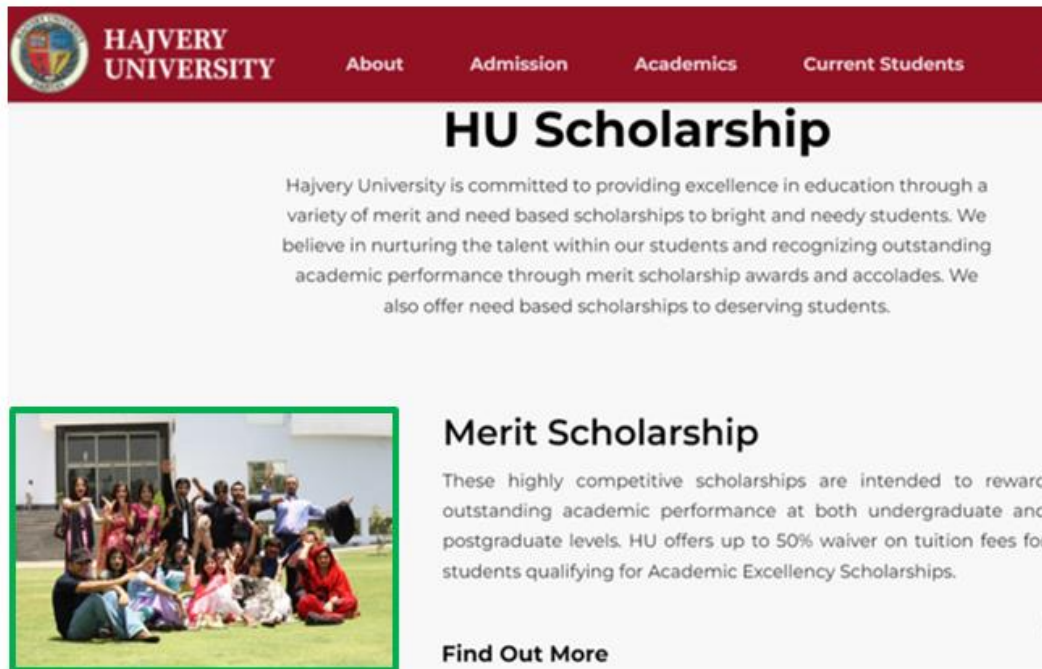 HAJVERY
UNIVERSITY
About Admission Academics Current Students
HU Scholarship
Hajvery University is committed to providing excellence in education through a
variety of merit and need based scholarships to bright and needy students. We
believe in nurturing the talent within our students and recognizing outstanding
academic performance through merit scholarship awards and accolades. We
also offer need based scholarships to deserving students.
Merit Scholarship
These highly competitive scholarships are intended to reward
outstanding academic performance at both undergraduate and
postgraduate levels. HU offers up to 50% waiver on tuition fees for
students qualifying for Academic Excellency Scholarships.
Find Out More